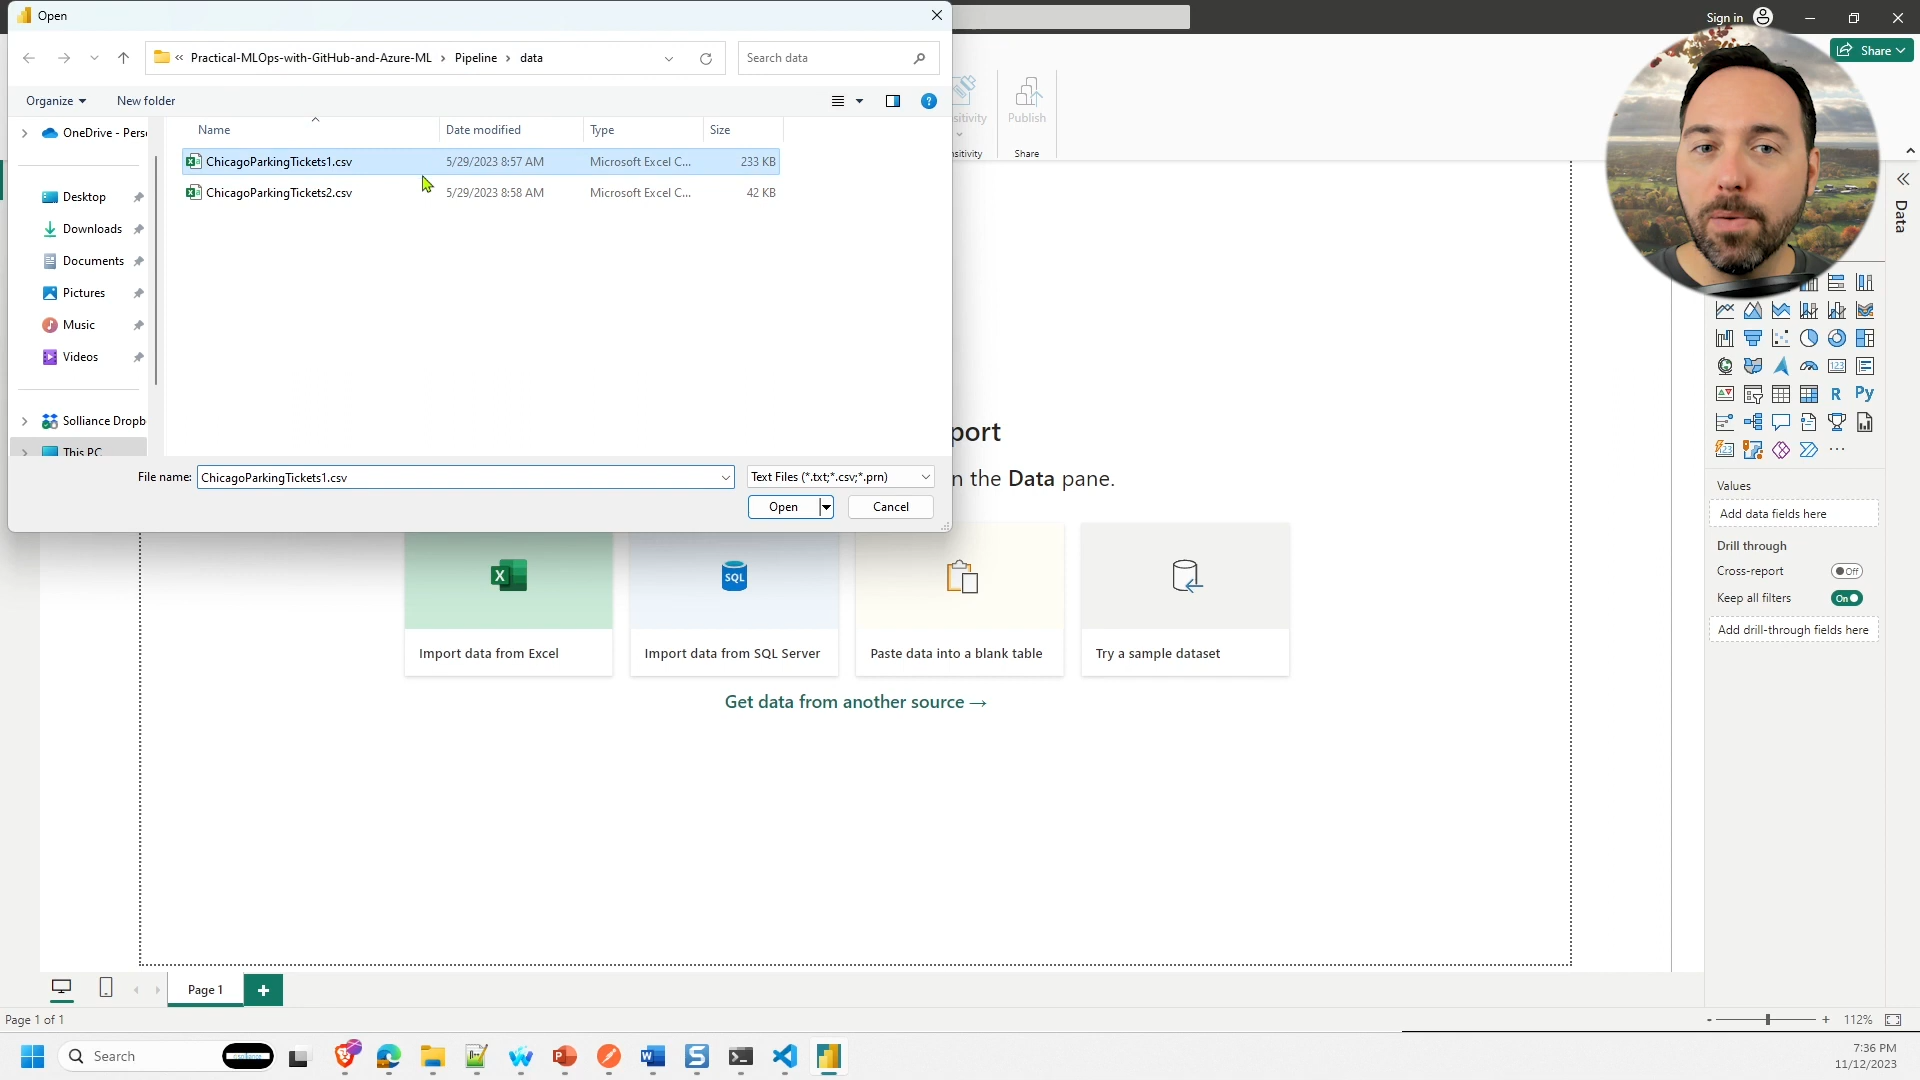 Open
Sign in
Practical-MLOps-with-GitHub-and-Azure-ML
Pipeline
data
Search data
Share
Organize
New folder
Publish
Share
Name
Date modified
Type
Size
OneDrive - Pers
ChicagoParkingTickets1.csv
5/29/2023 8:57 AM
Microsoft Excel C...
233 KB
ChicagoParkingTickets2.csv
5/29/2023 8:58 AM
Microsoft Excel C...
42 KB
Desktop
Downloads
Documents
Pictures
Music
Videos
Solliance Dropb
This PC
Data
File name:
ChicagoParkingTickets1.csv
Text Files (*.txt;*.csv;*.prn)
Open
Cancel
port
n the Data pane.
SQL
Import data from Excel
Import data from SQL Server
Paste data into a blank table
Try a sample dataset
Get data from another source →
123
R
Py
123
Values
Add data fields here
Drill through
Cross-report
Off
Keep all filters
On
Add drill-through fields here
Page 1
Page 1 of 1
112%
Search
7:36 PM
11/12/2023